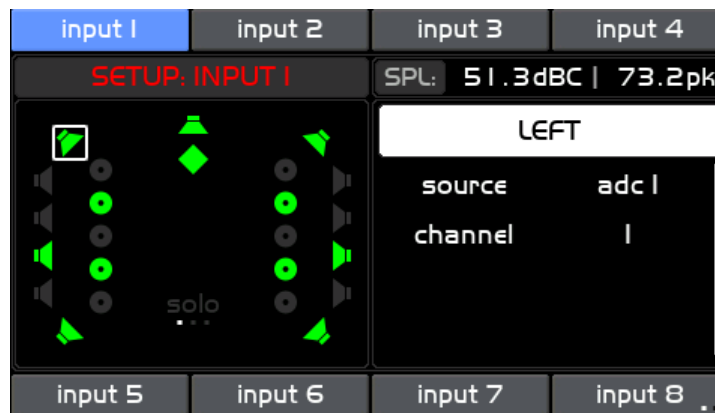 input 1 input 2 input 3 input 4
SETUP: INPUT 1 SPL: 51.3dBC | 73.2pk
LEFT
source adc 1
channel 1
solo
input 5 input 6 input 7 input 8